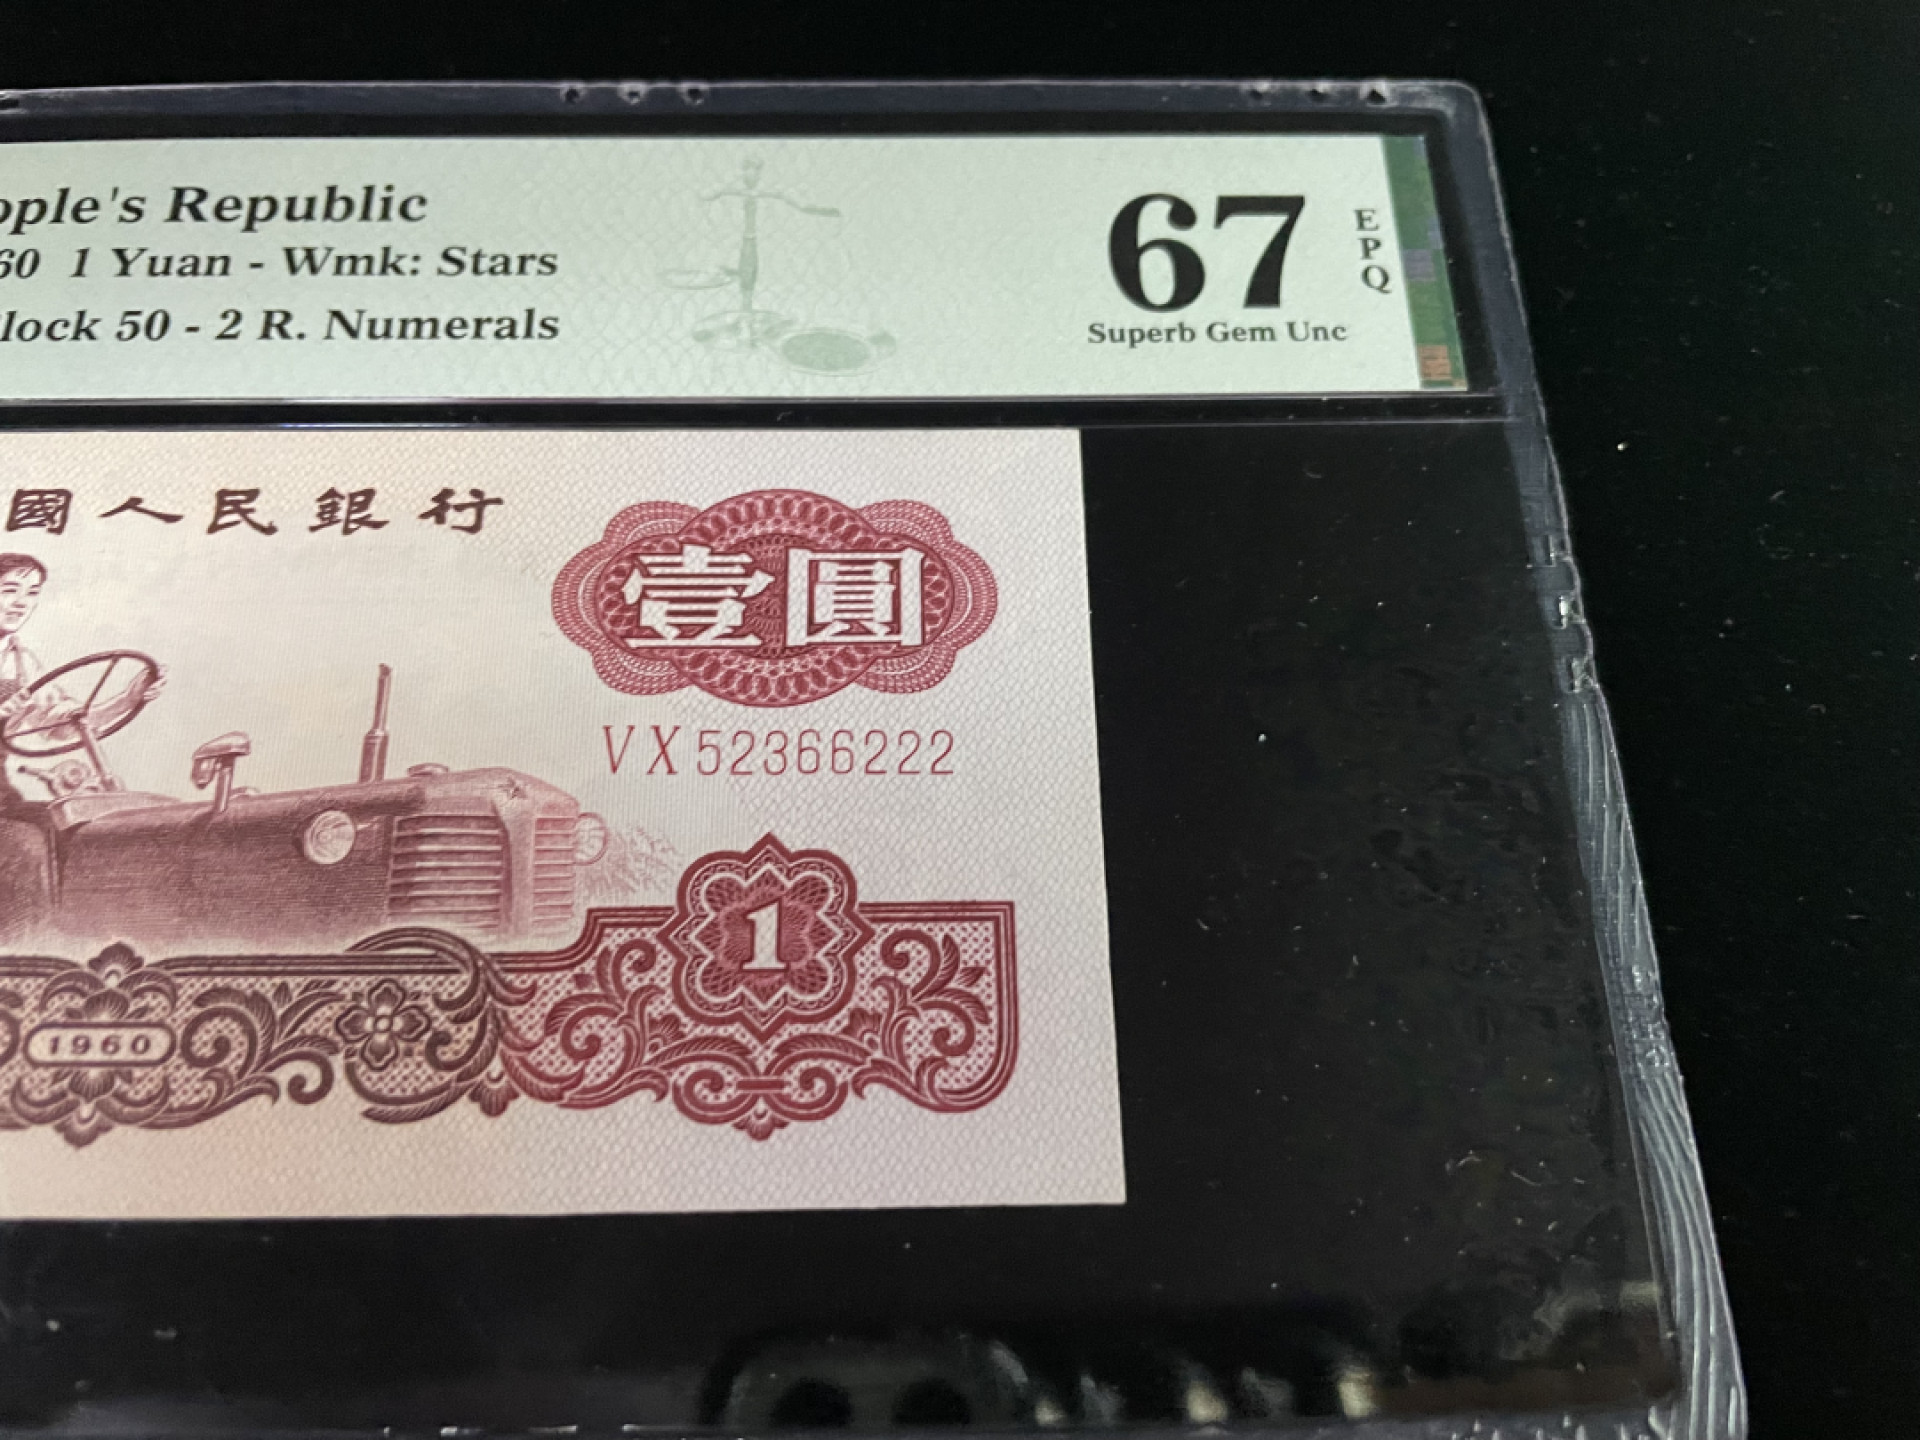 ople's Republic
60 1 Yuan - Wmk: Stars
lock 50 - 2 R. Numerals
67
EPQ
Superb Gem Unc
國人民銀行
壹圓
VX52366222
1
1960